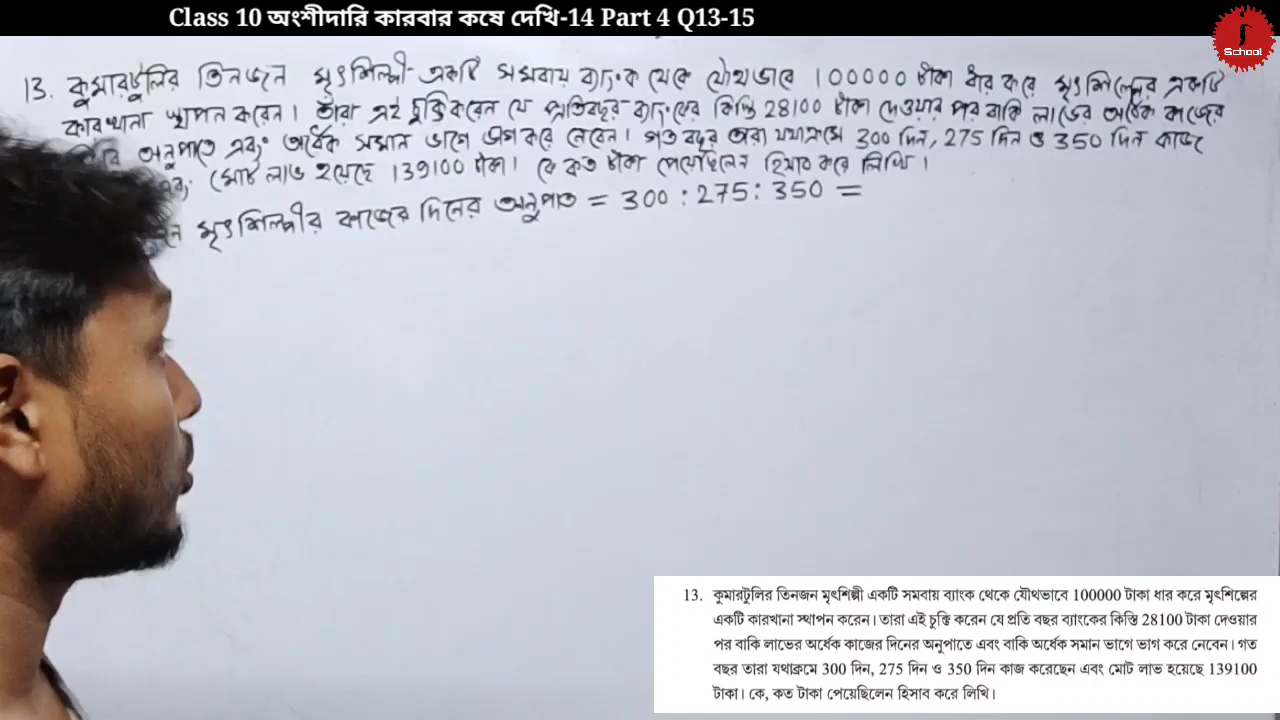 Class 10 অংশীদারি কারবার কষে দেখি-14 Part 4 Q13-15
School
13. কুমারটুলির তিনজন মৃৎশিল্পী একটি সমবায় ব্যাংক থেকে যৌথভাবে 100000 টাকা ধার করে মৃৎশিল্পের একটি
কারখানা স্থাপন করেন। তারা এই চুক্তি করেন যে প্রতিবছর ব্যাংকের কিস্তি 28100 টাকা দেওয়ার পর বাকি লাভের অর্ধেক কাজের
অনুপাতে এবং অর্ধেক সমান ভাগে ভাগ করে নেবেন। গত বছর তারা যথাক্রমে 300 দিন, 275 দিন ও 350 দিন কাজ
মোট লাভ হয়েছে 139100 টাকা। কে কত টাকা পেয়েছিলেন হিসাব করে লিখি।
মৃৎশিল্পীর কাজের দিনের অনুপাত = 300 : 275 : 350 =
13. কুমারটুলির তিনজন মৃৎশিল্পী একটি সমবায় ব্যাংক থেকে যৌথভাবে 100000 টাকা ধার করে মৃৎশিল্পের
একটি কারখানা স্থাপন করেন। তারা এই চুক্তি করেন যে প্রতি বছর ব্যাংকের কিস্তি 28100 টাকা দেওয়ার
পর বাকি লাভের অর্ধেক কাজের দিনের অনুপাতে এবং বাকি অর্ধেক সমান ভাগে ভাগ করে নেবেন। গত
বছর তারা যথাক্রমে 300 দিন, 275 দিন ও 350 দিন কাজ করেছেন এবং মোট লাভ হয়েছে 139100
টাকা। কে, কত টাকা পেয়েছিলেন হিসাব করে লিখি।